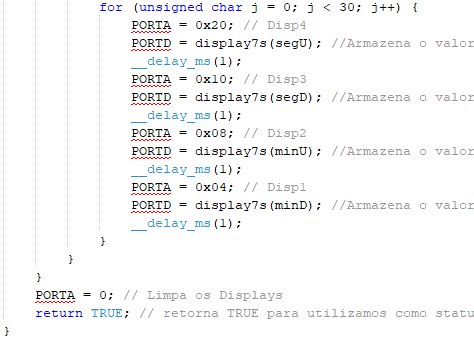 for (unsigned char j = 0; j < 30; j++) {
PORTA = 0x20; // Disp4
PORTD = display7s(segU); //Armazena o valor
__delay_ms(1);
PORTA = 0x10; // Disp3
PORTD = display7s(segD); //Armazena o valor
__delay_ms(1);
PORTA = 0x08; // Disp2
PORTD = display7s(minU); //Armazena o valor
__delay_ms(1);
PORTA = 0x04; // Disp1
PORTD = display7s(minD); //Armazena o valor
__delay_ms(1);
}
}
}
PORTA = 0; // Limpa os Displays
return TRUE; // retorna TRUE para utilizamos como statu
}